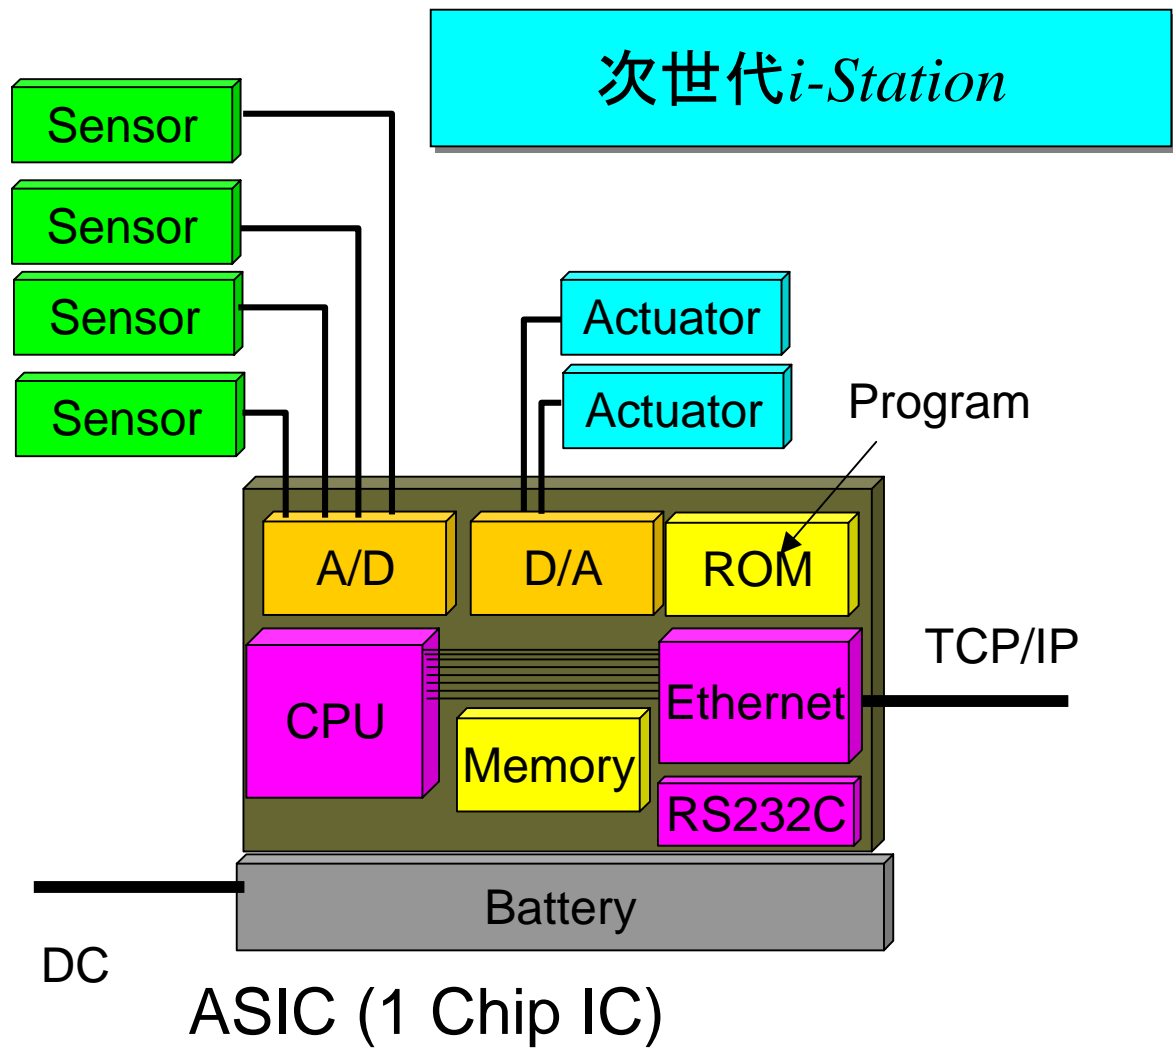 次世代i-Station
Sensor
Sensor
Sensor
Sensor
Actuator
Actuator
Program
A/D
D/A
ROM
TCP/IP
CPU
Ethernet
Memory
RS232C
Battery
DC
ASIC (1 Chip IC)